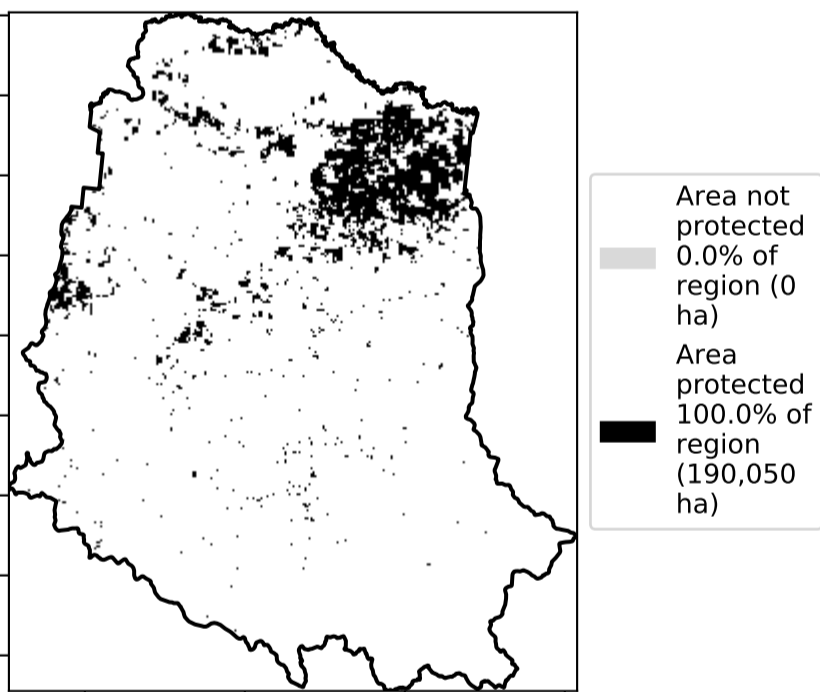 Area not
protected
0.0% of
region (0
ha)
Area
protected
100.0% of
region
(190,050
ha)